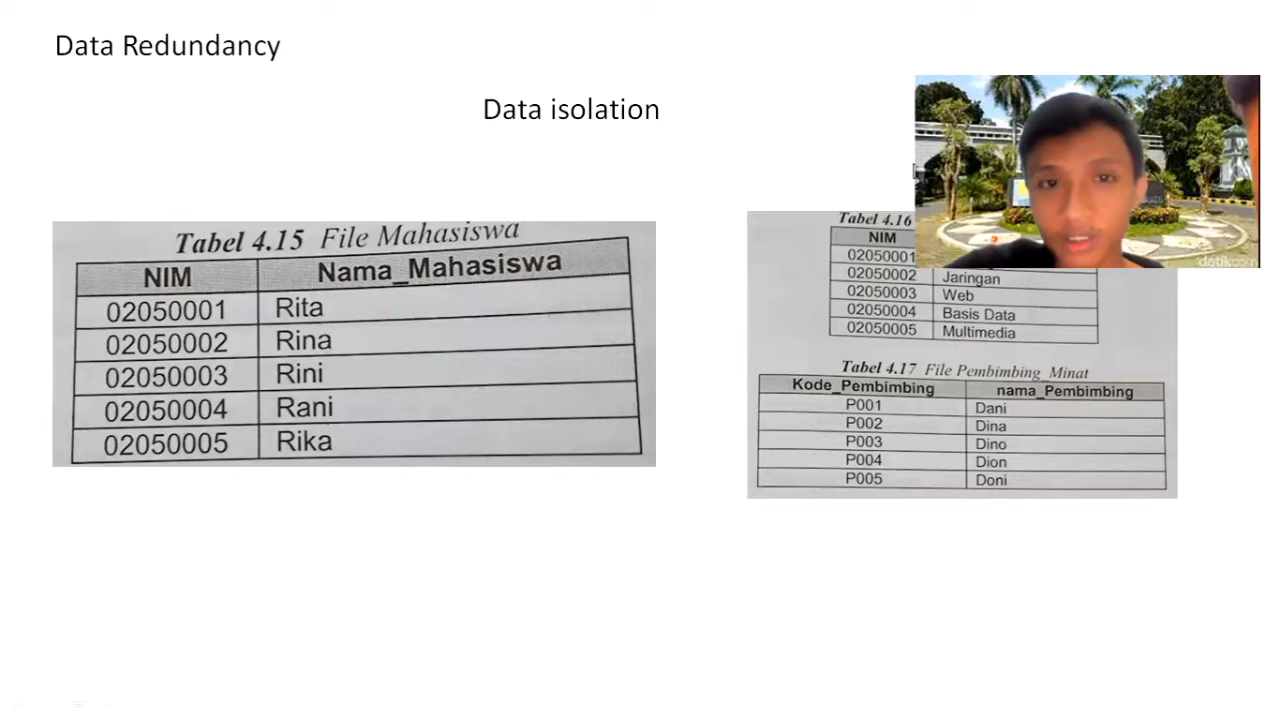 Data Redundancy
Data isolation
Tabel 4.15 File Mahasiswa
NIM Nama_Mahasiswa
02050001 Rita
02050002 Rina
02050003 Rini
02050004 Rani
02050005 Rika
Tabel 4.16
NIM
02050001
02050002 Jaringan
02050003 Web
02050004 Basis Data
02050005 Multimedia
Tabel 4.17 File Pembimbing_Minat
Kode_Pembimbing nama_Pembimbing
P001 Dani
P002 Dina
P003 Dino
P004 Dion
P005 Doni
detikcom